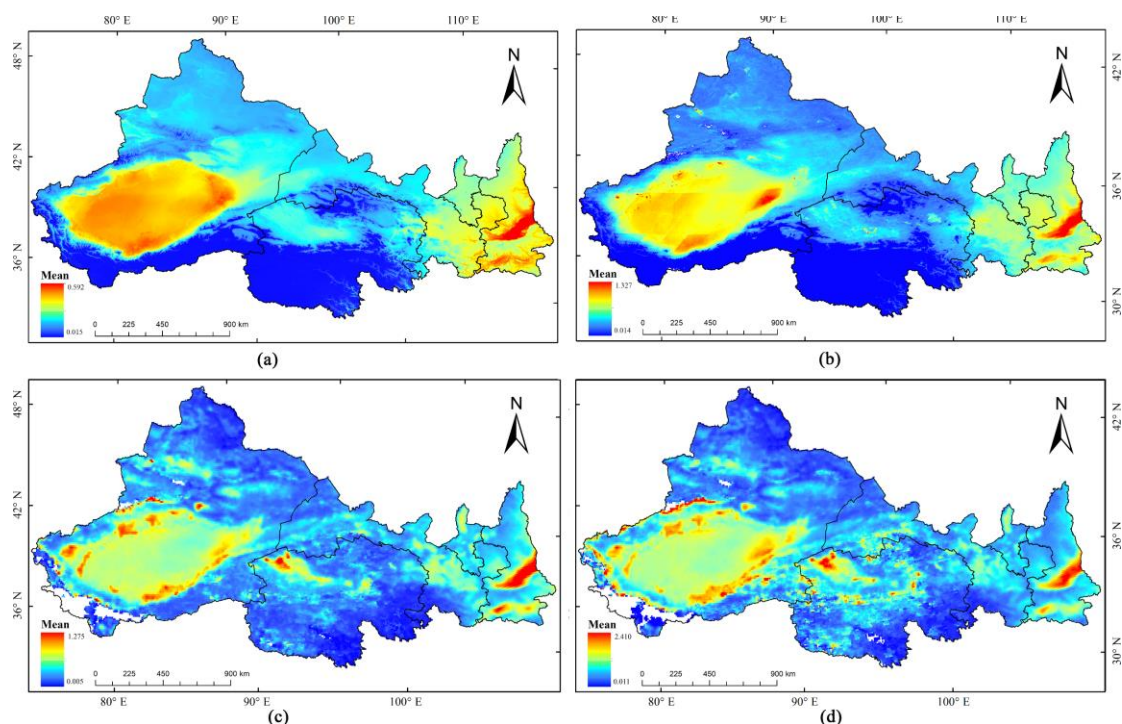 80° E 90° E 100° E 110° E
80° E 90° E 100° E 110° E
48° N
42° N
36° N
N
Mean
0.592
0.015
0 225 450 900 km
(a)
N
42° N
36° N
30° N
Mean
1.327
0.014
0 225 450 900 km
(b)
48° N
42° N
36° N
N
Mean
1.275
0.005
0 225 450 900 km
80° E 90° E 100° E
(c)
N
42° N
36° N
30° N
Mean
2.410
0.011
0 225 450 900 km
80° E 90° E 100° E
(d)